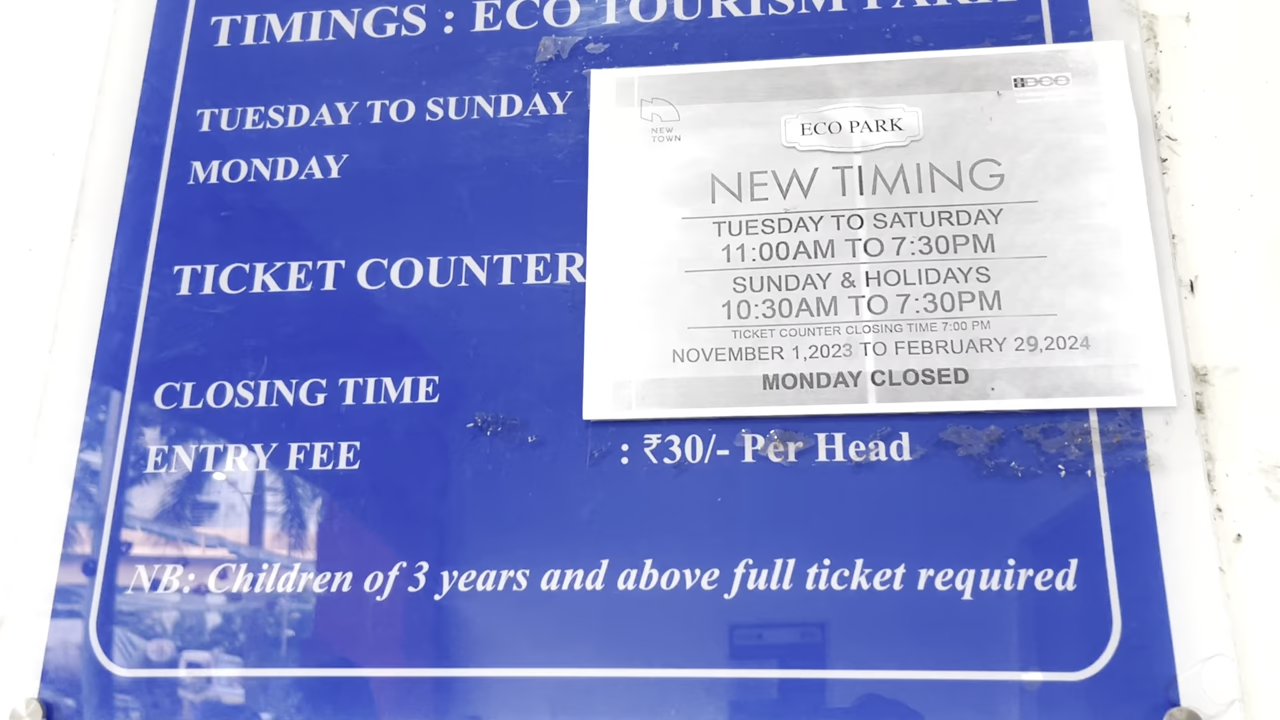 TIMINGS : ECO TOURISM PARK
TUESDAY TO SUNDAY
MONDAY
TICKET COUNTER
CLOSING TIME
ENTRY FEE : ₹30/- Per Head
NB: Children of 3 years and above full ticket required
NEW
TOWN
ECO PARK
NEW TIMING
TUESDAY TO SATURDAY
11:00AM TO 7:30PM
SUNDAY & HOLIDAYS
10:30AM TO 7:30PM
TICKET COUNTER CLOSING TIME 7:00 PM
NOVEMBER 1,2023 TO FEBRUARY 29,2024
MONDAY CLOSED